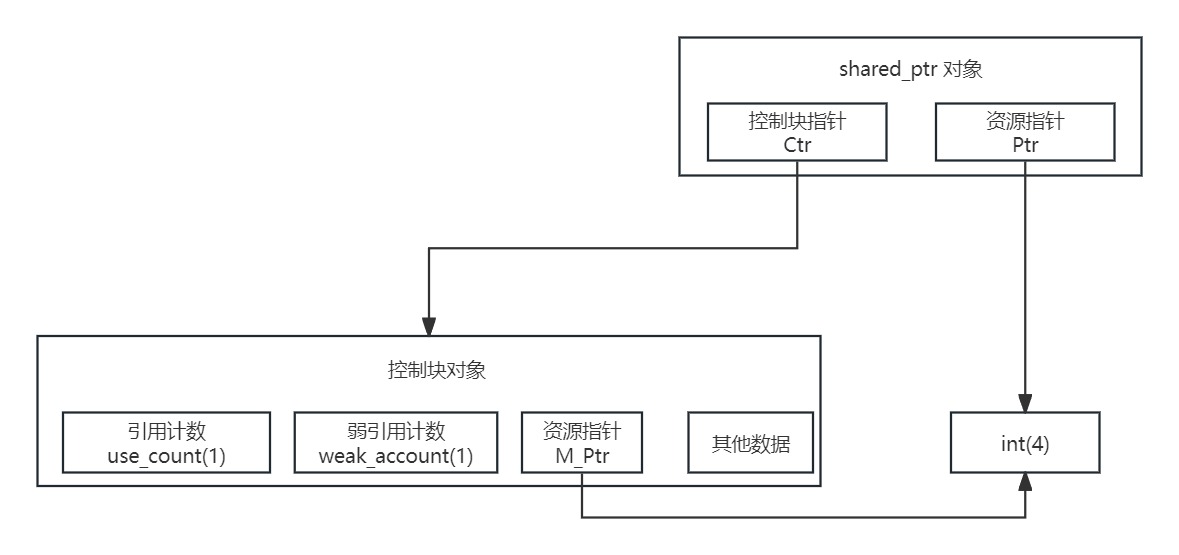 shared_ptr 对象
控制块指针
Ctr
资源指针
Ptr
控制块对象
引用计数
use_count(1)
弱引用计数
weak_account(1)
资源指针
M_Ptr
其他数据
int(4)